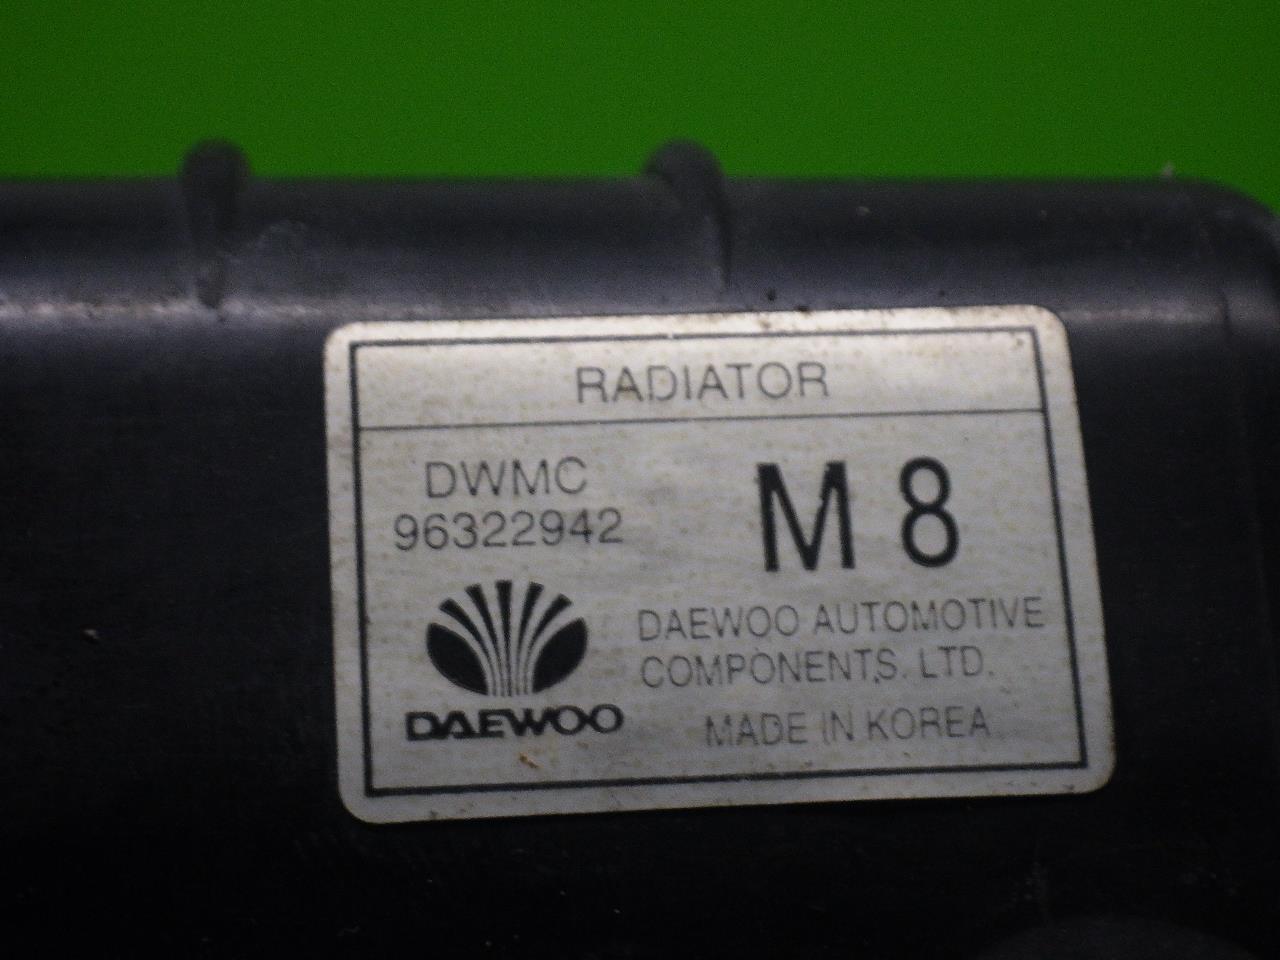 RADIATOR
DWMC
96322942
M 8
DAEWOO
DAEWOO AUTOMOTIVE
COMPONENTS. LTD.
MADE IN KOREA